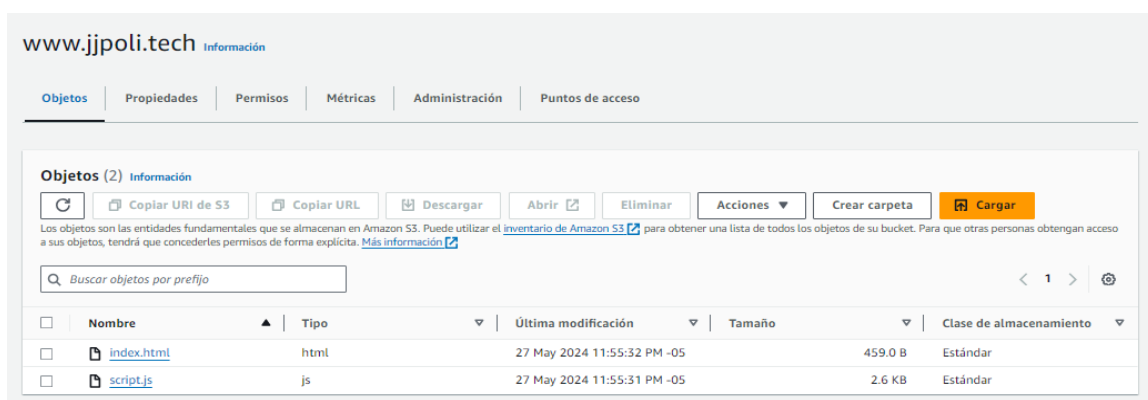 www.jjpoli.tech Información
Objetos Propiedades Permisos Métricas Administración Puntos de acceso
Objetos (2) Información
Copiar URI de S3 Copiar URL Descargar Abrir Eliminar Acciones Crear carpeta Cargar
Los objetos son las entidades fundamentales que se almacenan en Amazon S3. Puede utilizar el inventario de Amazon S3 para obtener una lista de todos los objetos de su bucket. Para que otras personas obtengan acceso
a sus objetos, tendrá que concederles permisos de forma explícita. Más información
Buscar objetos por prefijo
1
Nombre Tipo Última modificación Tamaño Clase de almacenamiento
index.html html 27 May 2024 11:55:32 PM -05 459.0 B Estándar
script.js js 27 May 2024 11:55:31 PM -05 2.6 KB Estándar